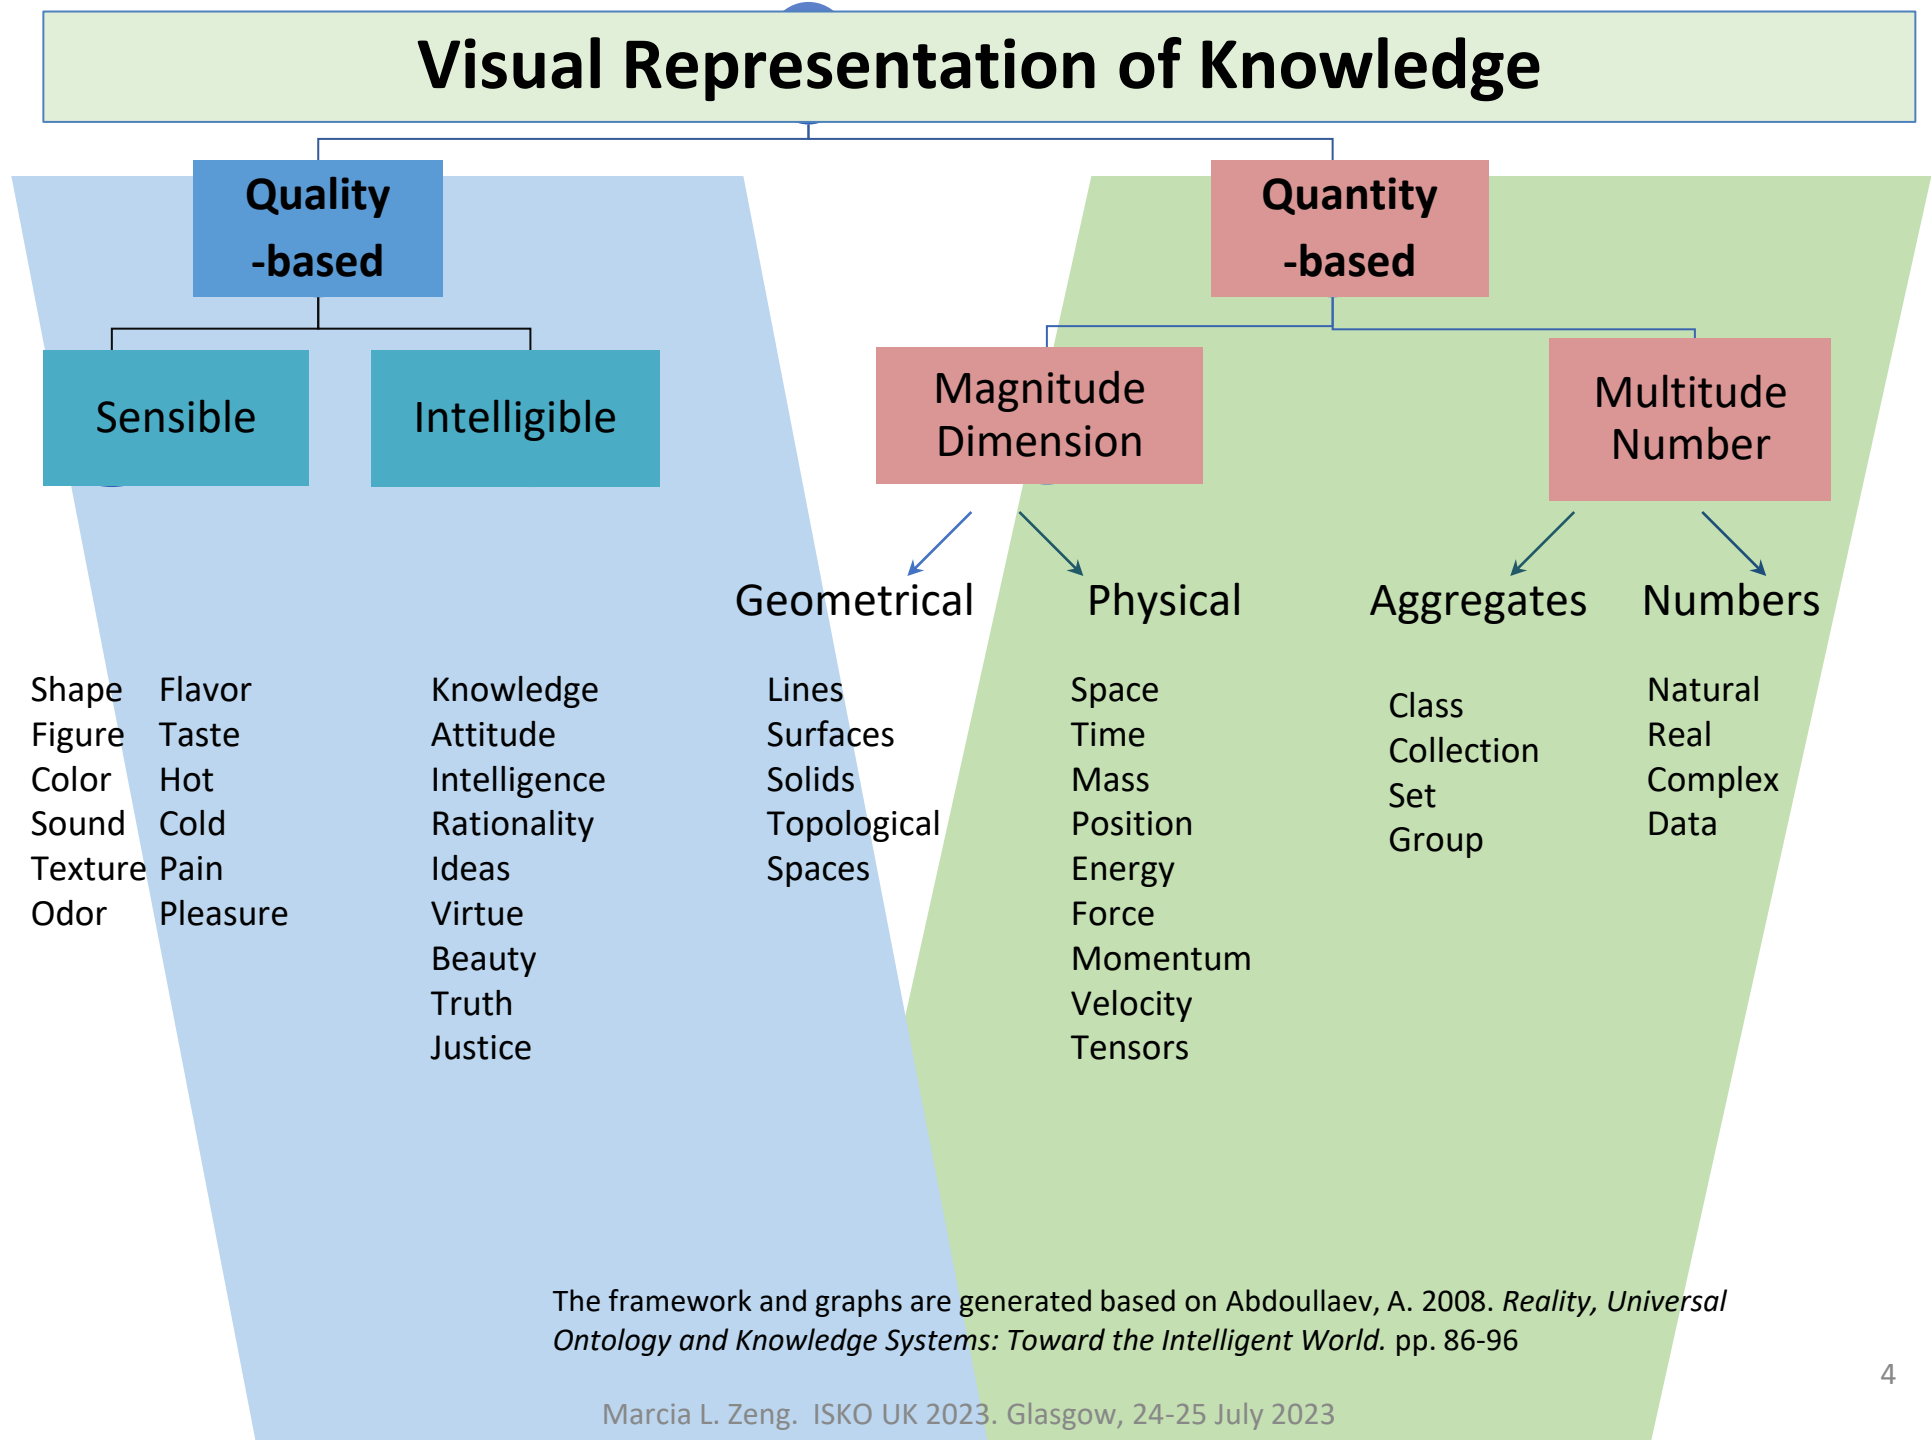 Visual Representation of Knowledge
Quality
-based
Quantity
-based
Sensible
Intelligible
Magnitude
Dimension
Multitude
Number
Geometrical
Physical
Aggregates
Numbers
Shape
Figure
Color
Sound
Texture
Odor
Flavor
Taste
Hot
Cold
Pain
Pleasure
Knowledge
Attitude
Intelligence
Rationality
Ideas
Virtue
Beauty
Truth
Justice
Lines
Surfaces
Solids
Topological
Spaces
Space
Time
Mass
Position
Energy
Force
Momentum
Velocity
Tensors
Class
Collection
Set
Group
Natural
Real
Complex
Data
The framework and graphs are generated based on Abdoullaev, A. 2008. Reality, Universal
Ontology and Knowledge Systems: Toward the Intelligent World. pp. 86-96
4
Marcia L. Zeng. ISKO UK 2023. Glasgow, 24-25 July 2023